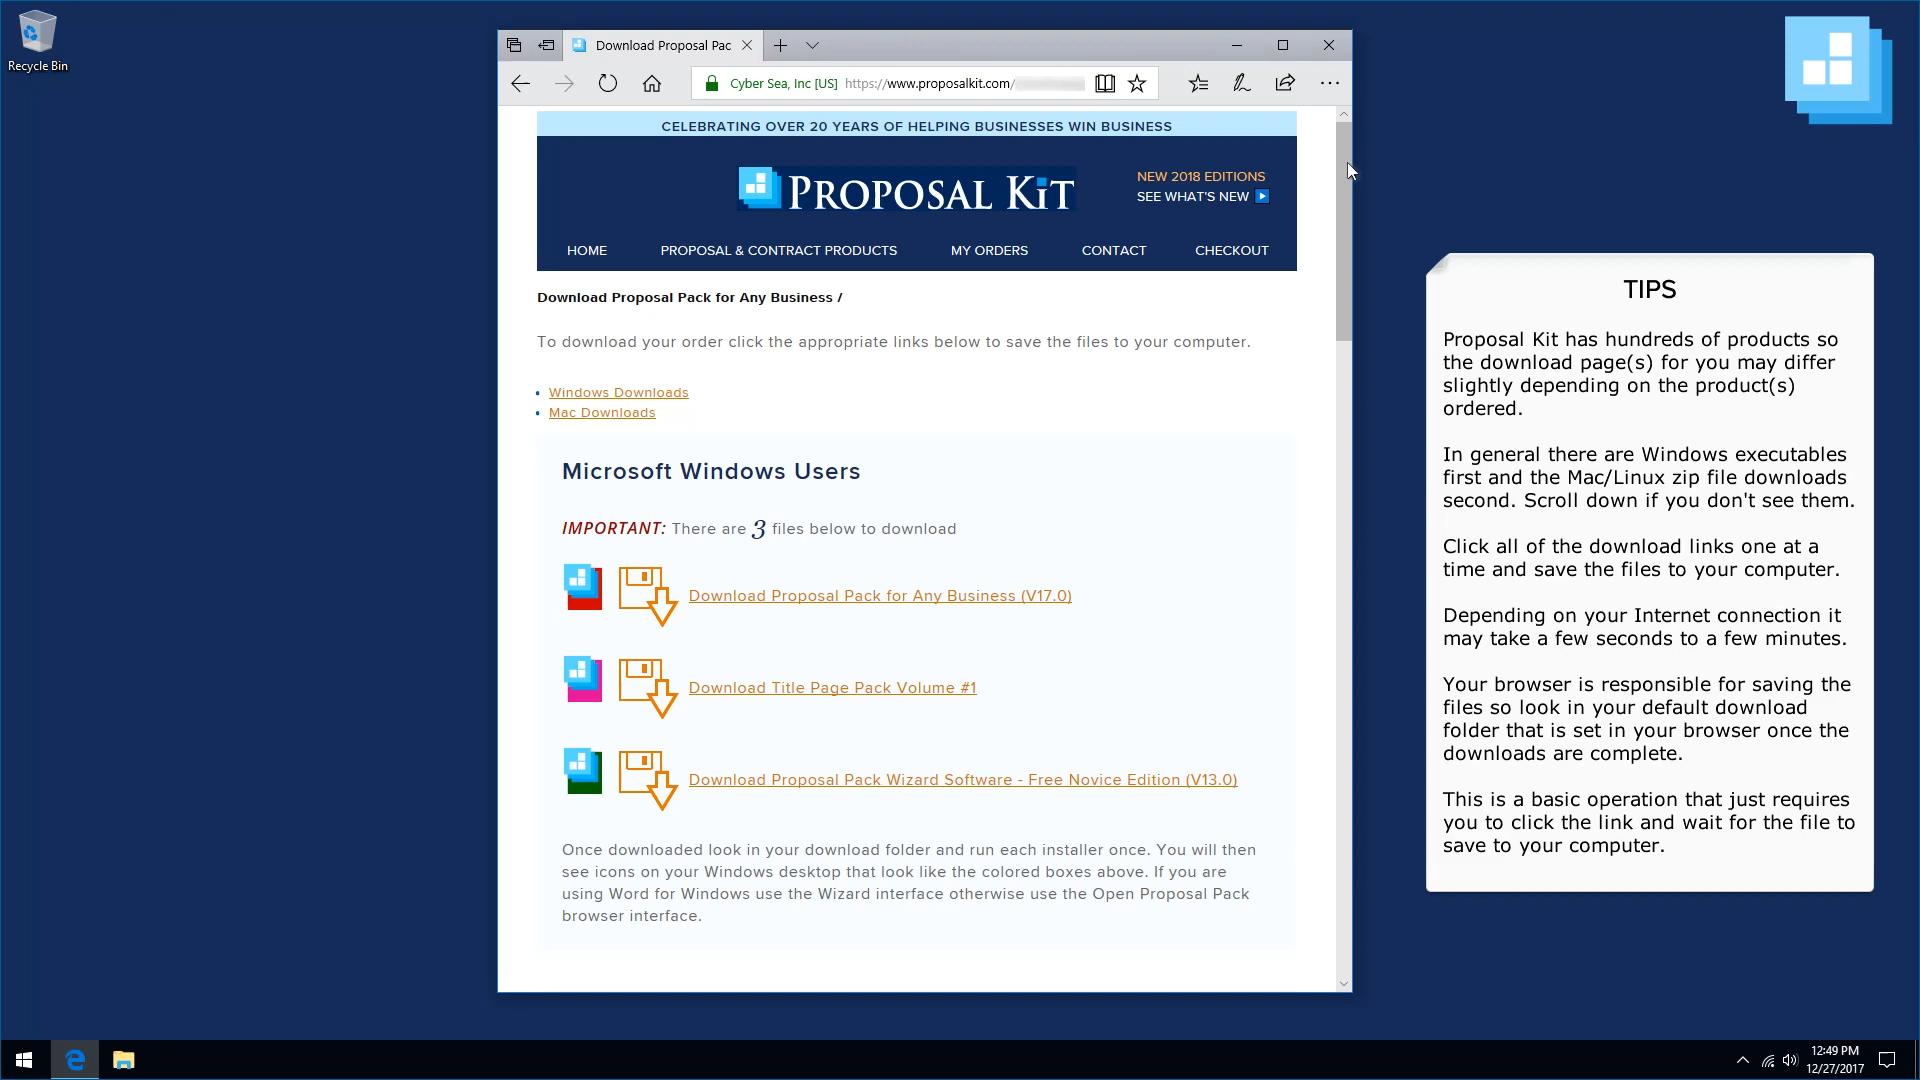 Recycle Bin
Download Proposal Pac
Cyber Sea, Inc [US] https://www.proposalkit.com/
CELEBRATING OVER 20 YEARS OF HELPING BUSINESSES WIN BUSINESS
PROPOSAL KIT
NEW 2018 EDITIONS
SEE WHAT'S NEW
HOME PROPOSAL & CONTRACT PRODUCTS MY ORDERS CONTACT CHECKOUT
Download Proposal Pack for Any Business /
To download your order click the appropriate links below to save the files to your computer.
• Windows Downloads
• Mac Downloads
Microsoft Windows Users
IMPORTANT: There are 3 files below to download
Download Proposal Pack for Any Business (V17.0)
Download Title Page Pack Volume #1
Download Proposal Pack Wizard Software - Free Novice Edition (V13.0)
Once downloaded look in your download folder and run each installer once. You will then
see icons on your Windows desktop that look like the colored boxes above. If you are
using Word for Windows use the Wizard interface otherwise use the Open Proposal Pack
browser interface.
TIPS
Proposal Kit has hundreds of products so
the download page(s) for you may differ
slightly depending on the product(s)
ordered.
In general there are Windows executables
first and the Mac/Linux zip file downloads
second. Scroll down if you don't see them.
Click all of the download links one at a
time and save the files to your computer.
Depending on your Internet connection it
may take a few seconds to a few minutes.
Your browser is responsible for saving the
files so look in your default download
folder that is set in your browser once the
downloads are complete.
This is a basic operation that just requires
you to click the link and wait for the file to
save to your computer.
12:49 PM
12/27/2017